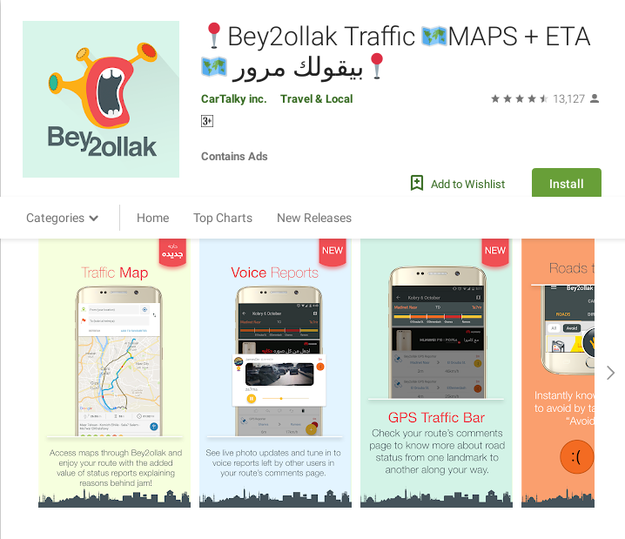 Bey2ollak Traffic MAPS + ETA
بيقولك مرور
CarTalky inc. Travel & Local
13,127
3+
Contains Ads
Add to Wishlist
Install
Bey2ollak
Categories
Home
Top Charts
New Releases
جديده
Traffic Map
Access maps through Bey2ollak and
enjoy your route with the added
value of status reports explaining
reasons behind jam!
NEW
Voice Reports
See live photo updates and tune in to
voice reports left by other users in
your route's comments page.
NEW
GPS Traffic Bar
Check your route's comments
page to know more about road
status from one landmark to
another along your way.
Roads t
Bey2ollak
ROADS
All
Avoid
Instantly know
to avoid by ta
"Avoid
:(